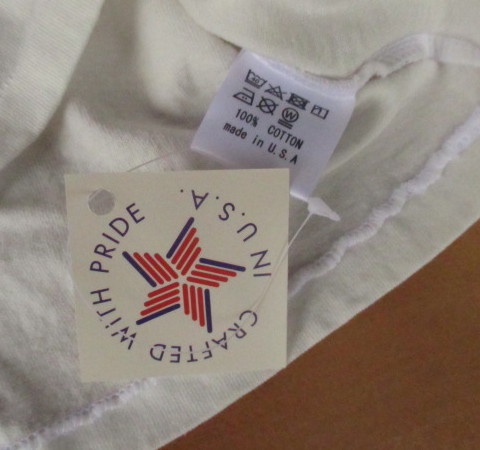 W
100% COTTON
made in U.S.A
CRAFTED WITH PRIDE IN U.S.A.